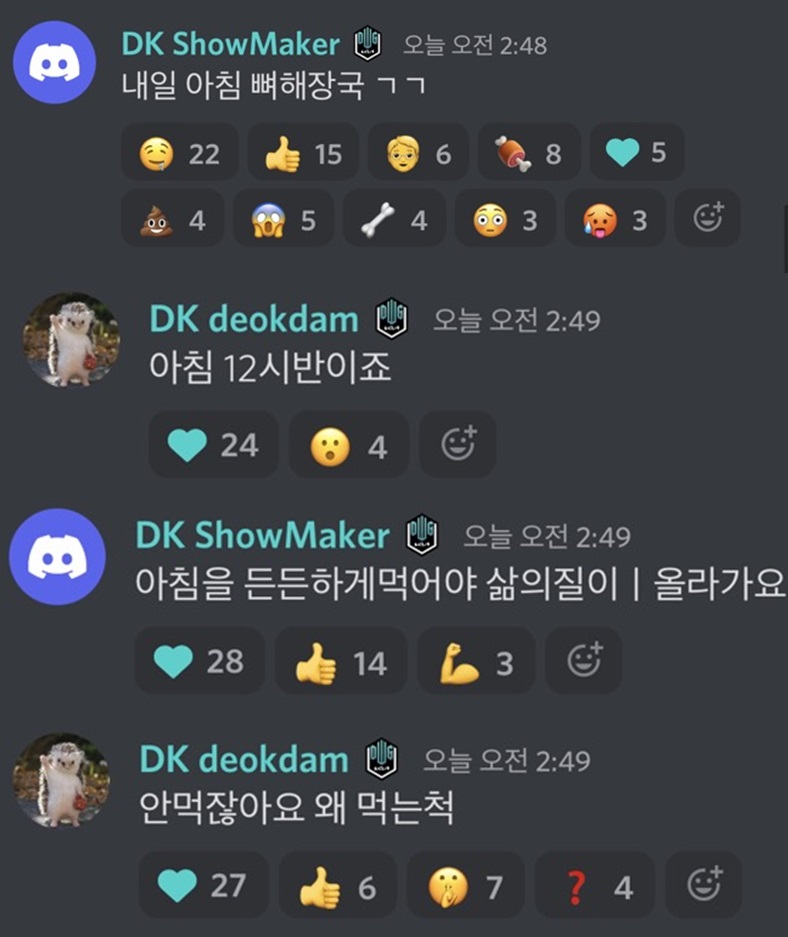 DK ShowMaker 오늘 오전 2:48
내일 아침 뼈해장국 ㄱㄱ
22 15 6 8 5
4 5 4 3 3
DK deokdam 오늘 오전 2:49
아침 12시반이죠
24 4
DK ShowMaker 오늘 오전 2:49
아침을 든든하게먹어야 삶의질이ㅣ올라가요
28 14 3
DK deokdam 오늘 오전 2:49
안먹잖아요 왜 먹는척
27 6 7 4